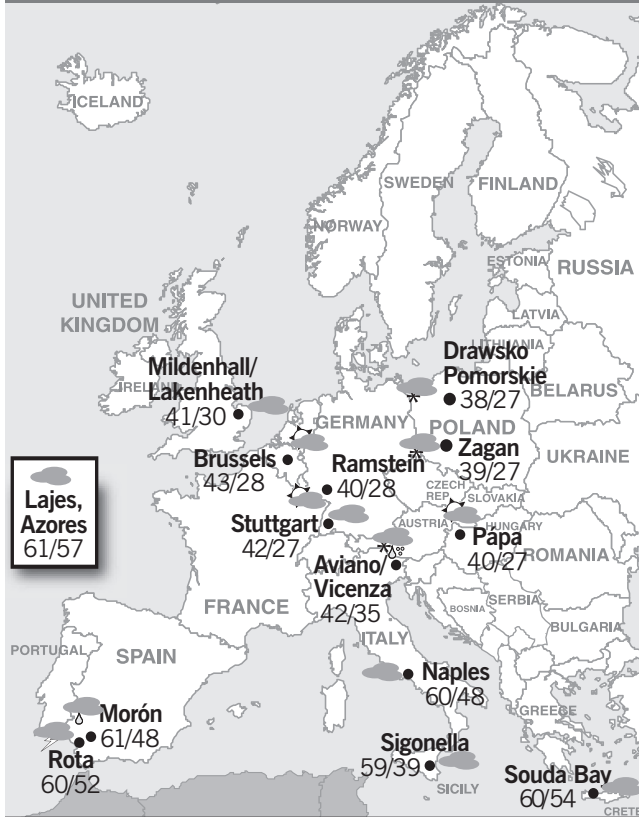 ICELAND
SWEDEN
FINLAND
NORWAY
ESTONIA
RUSSIA
LATVIA
LITHUANIA
UNITED
KINGDOM
IRELAND
Mildenhall/
Lakenheath
41/30
Drawsko
Pomorskie
38/27
BELARUS
GERMANY
POLAND
Zagan
39/27
UKRAINE
Brussels
43/28
Ramstein
40/28
CZECH
REP.
SLOVAKIA
Lajes,
Azores
61/57
Stuttgart
42/27
AUSTRIA
HUNGARY
Pápa
40/27
ROMANIA
Aviano/
Vicenza
42/35
FRANCE
BOSNIA
SERBIA
BULGARIA
ITALY
PORTUGAL
SPAIN
Naples
60/48
GREECE
Morón
61/48
Rota
60/52
Sigonella
59/39
SICILY
Souda Bay
60/54
CRETE